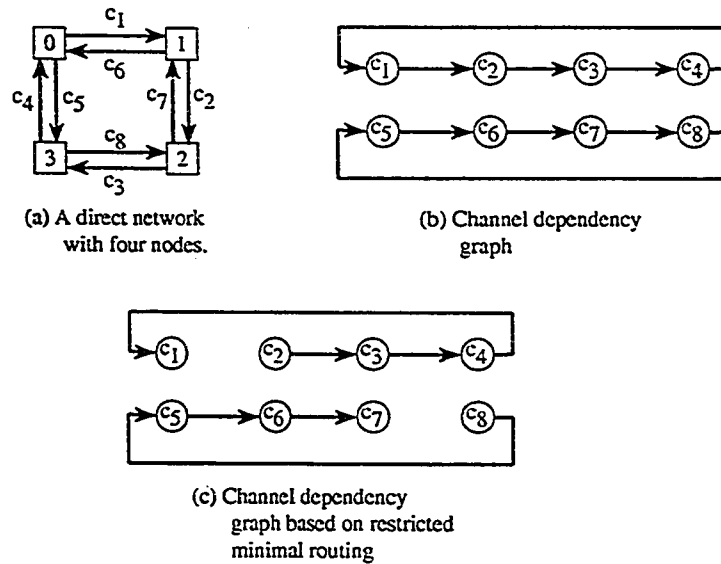 c1
0 1
c6
c4 c5 c7 c2
c8
3 2
c3
(a) A direct network
with four nodes.
c1 c2 c3 c4
c5 c6 c7 c8
(b) Channel dependency
graph
c1 c2 c3 c4
c5 c6 c7 c8
(c) Channel dependency
graph based on restricted
minimal routing